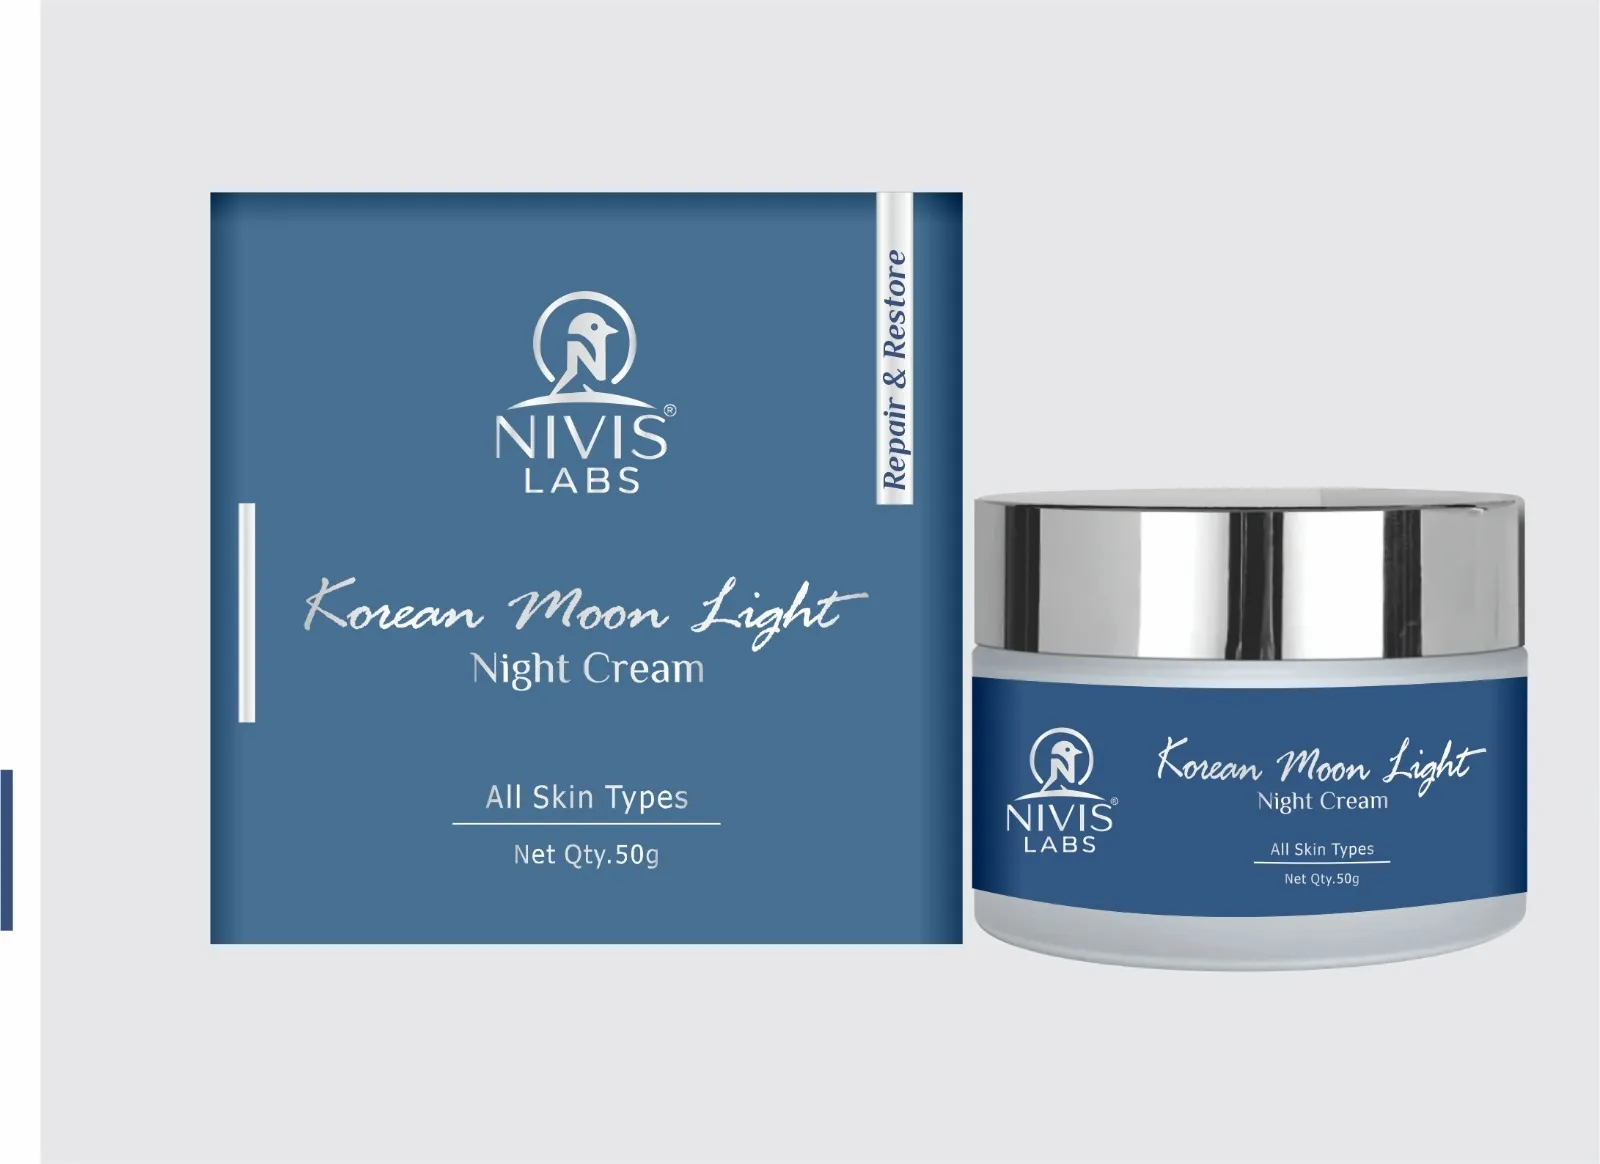 Repair & Restore
NIVIS®
LABS
Korean Moon Light
Night Cream
All Skin Types
Net Qty.50g
Korean Moon Light
Night Cream
NIVIS®
LABS
All Skin Types
Net Qty.50g